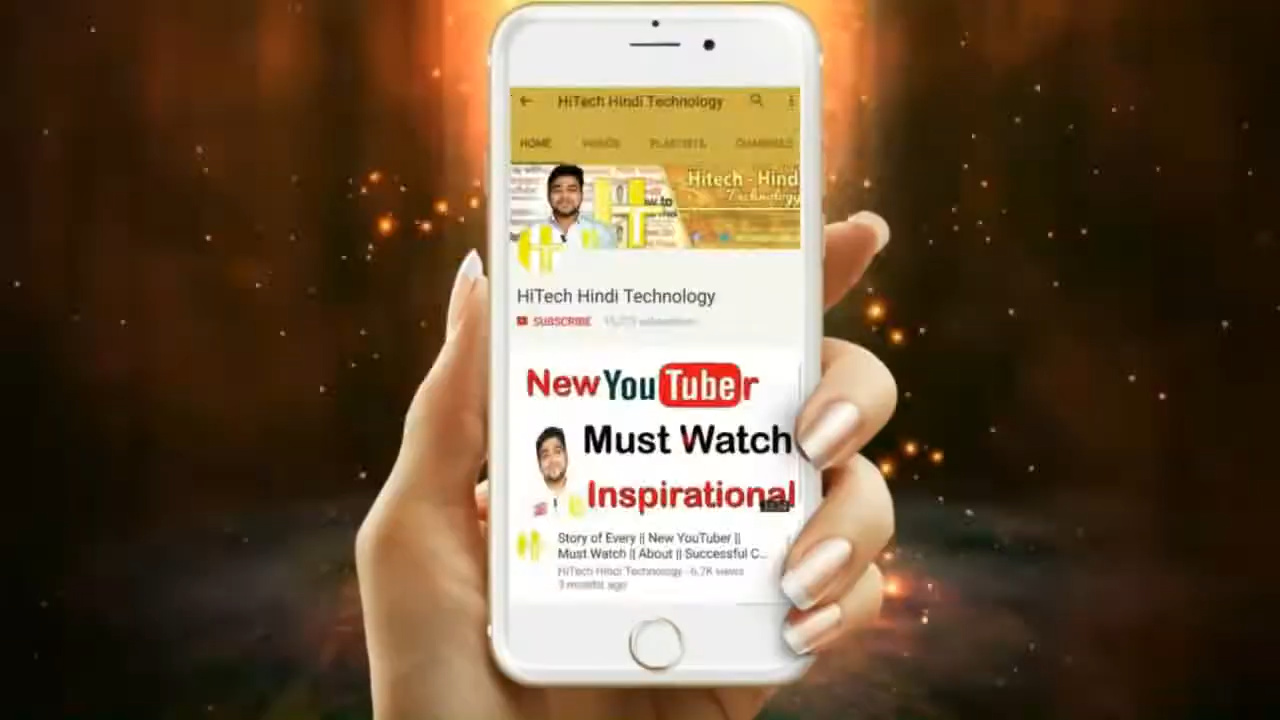 HiTech Hindi Technology
HOME VIDEOS PLAYLISTS CHANNELS
Hitech - Hind
Technology
HiTech Hindi Technology
SUBSCRIBE
New YouTuber
Must Watch
Inspirational
Story of Every || New YouTuber ||
Must Watch || About || Successful C...
HiTech Hindi Technology · 6.7K views
3 months ago